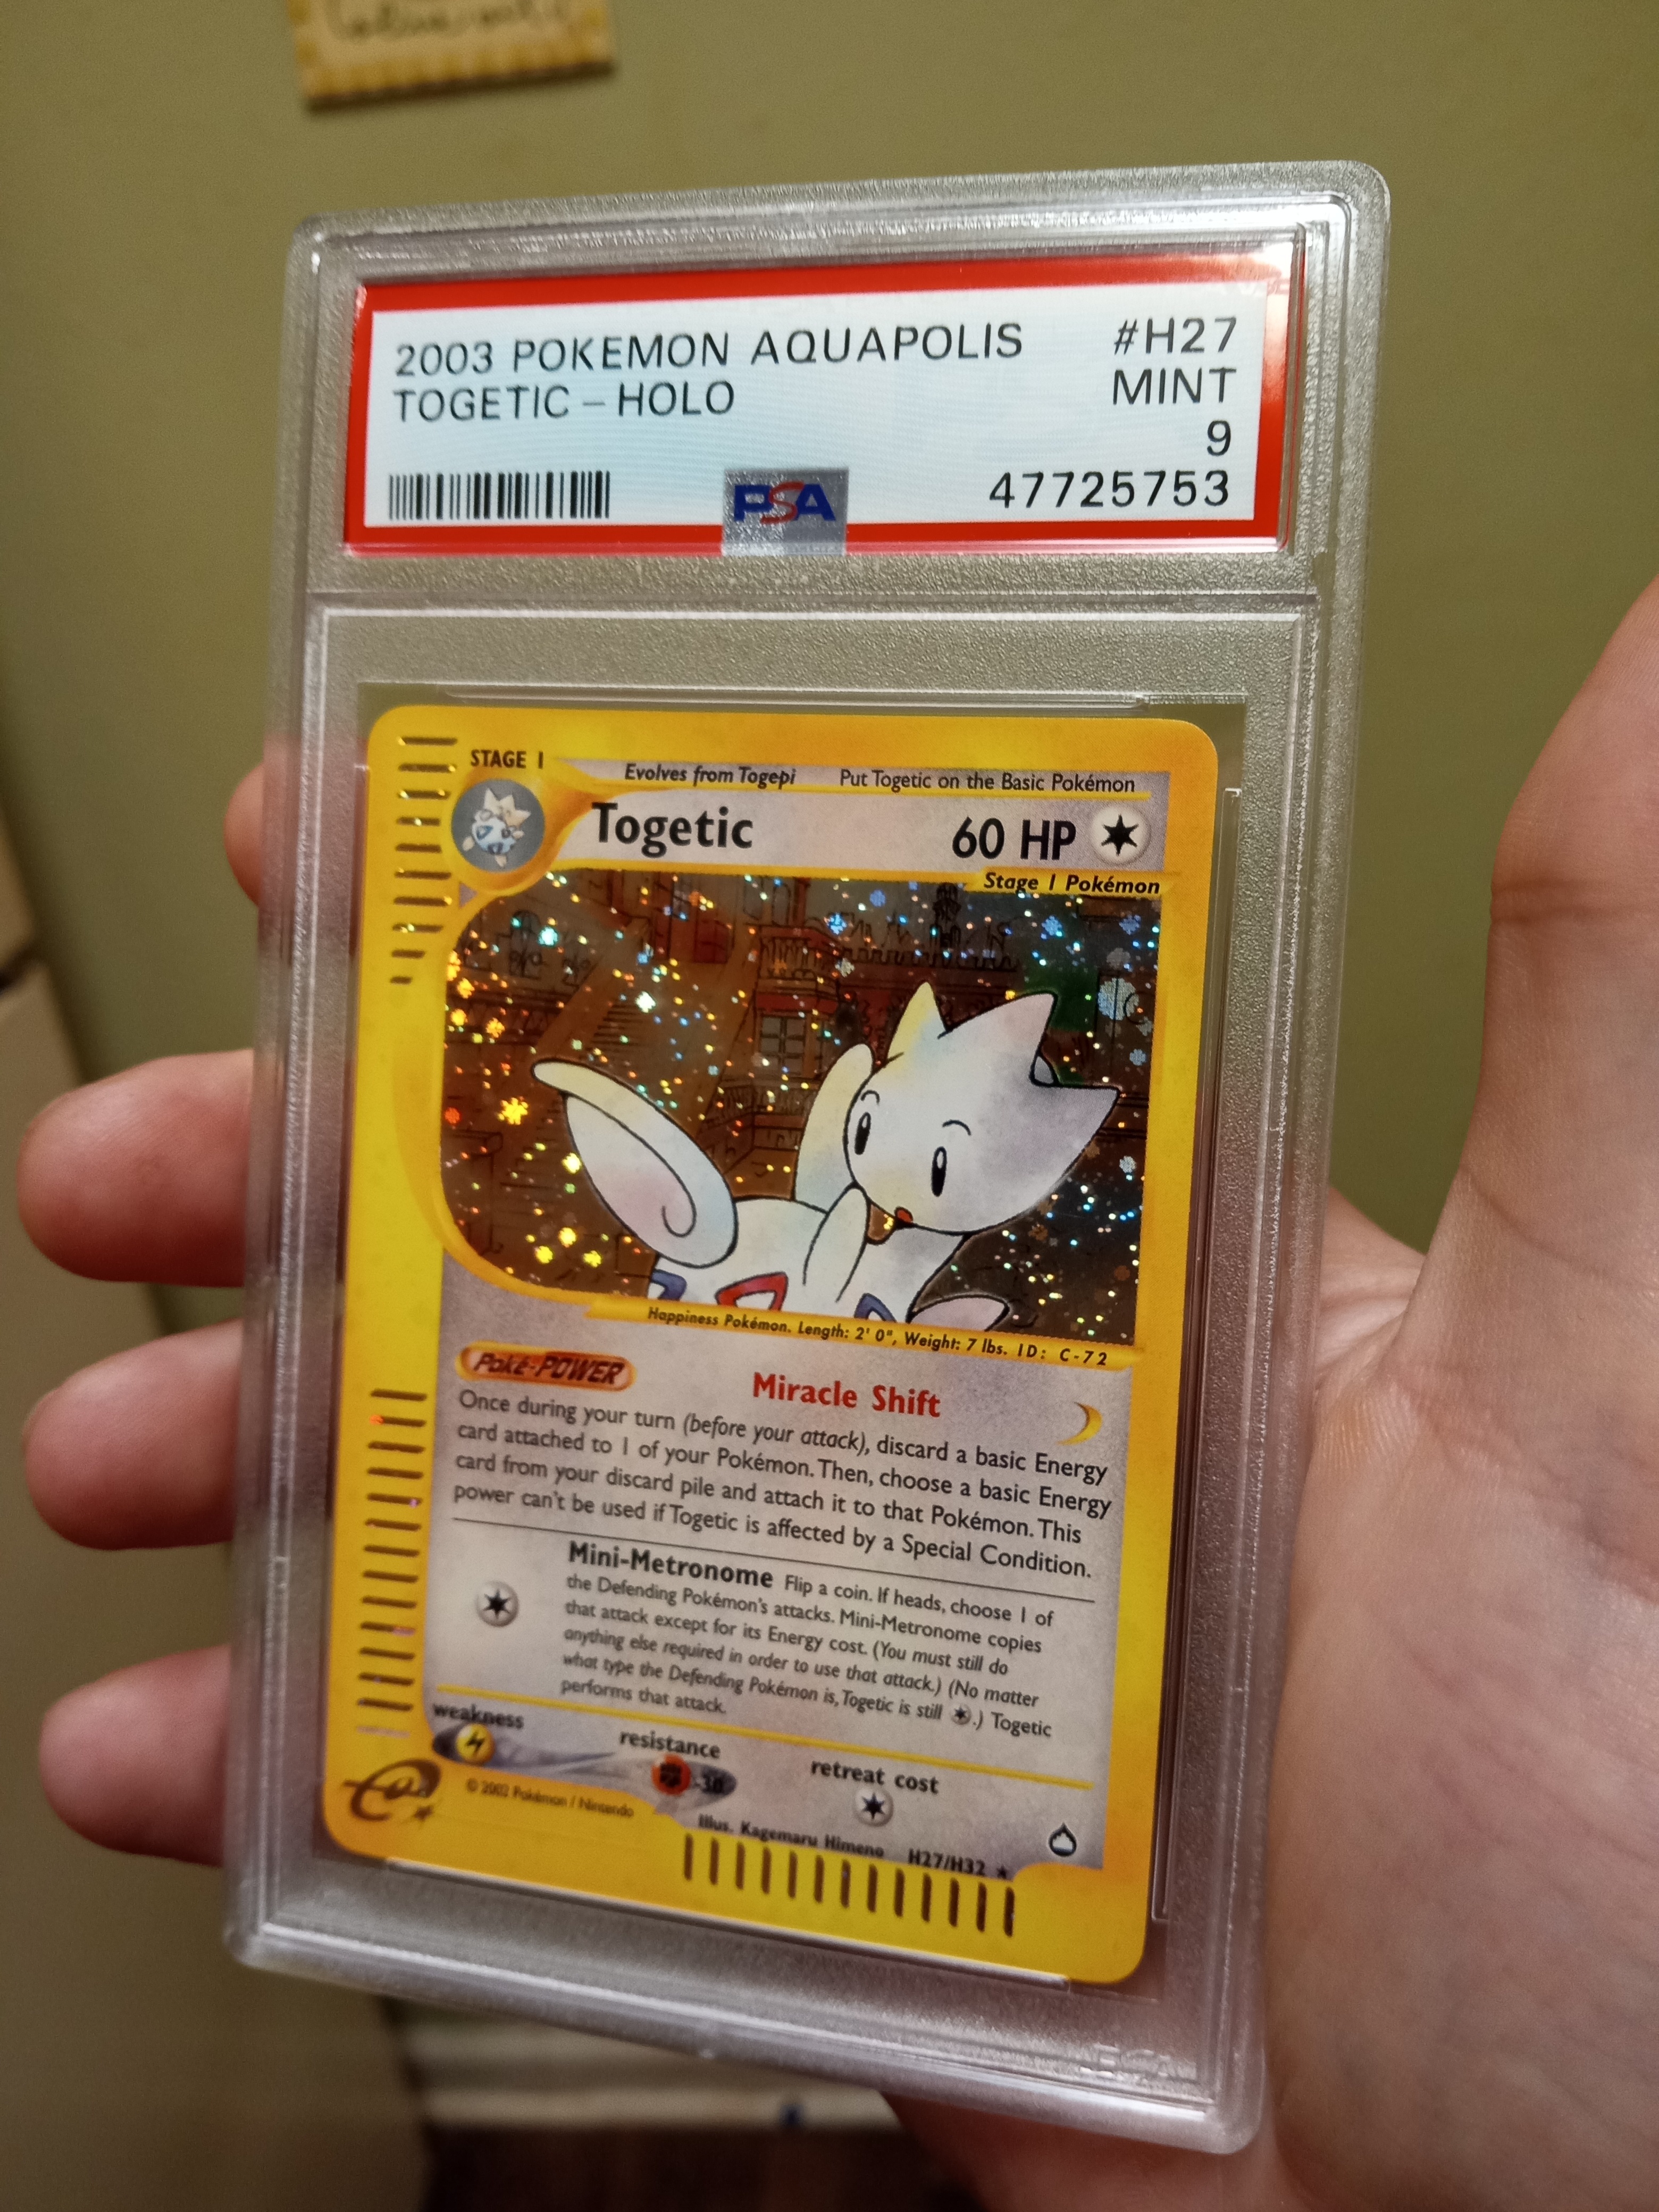 2003 POKEMON AQUAPOLIS #H27
TOGETIC - HOLO MINT
9
PSA 47725753
STAGE 1 Evolves from Togepi Put Togetic on the Basic Pokémon
Togetic 60 HP
Stage 1 Pokémon
Happiness Pokémon. Length: 2' 0", Weight: 7 lbs. ID: C-72
Poké-POWER Miracle Shift
Once during your turn (before your attack), discard a basic Energy
card attached to 1 of your Pokémon. Then, choose a basic Energy
card from your discard pile and attach it to that Pokémon. This
power can't be used if Togetic is affected by a Special Condition.
Mini-Metronome Flip a coin. If heads, choose 1 of
the Defending Pokémon's attacks. Mini-Metronome copies
that attack except for its Energy cost. (You must still do
anything else required in order to use that attack.) (No matter
what type the Defending Pokémon is, Togetic is still .) Togetic
performs that attack.
weakness resistance retreat cost
-30
e
© 2002 Pokémon / Nintendo
Illus. Kagemaru Himeno H27/H32 ★